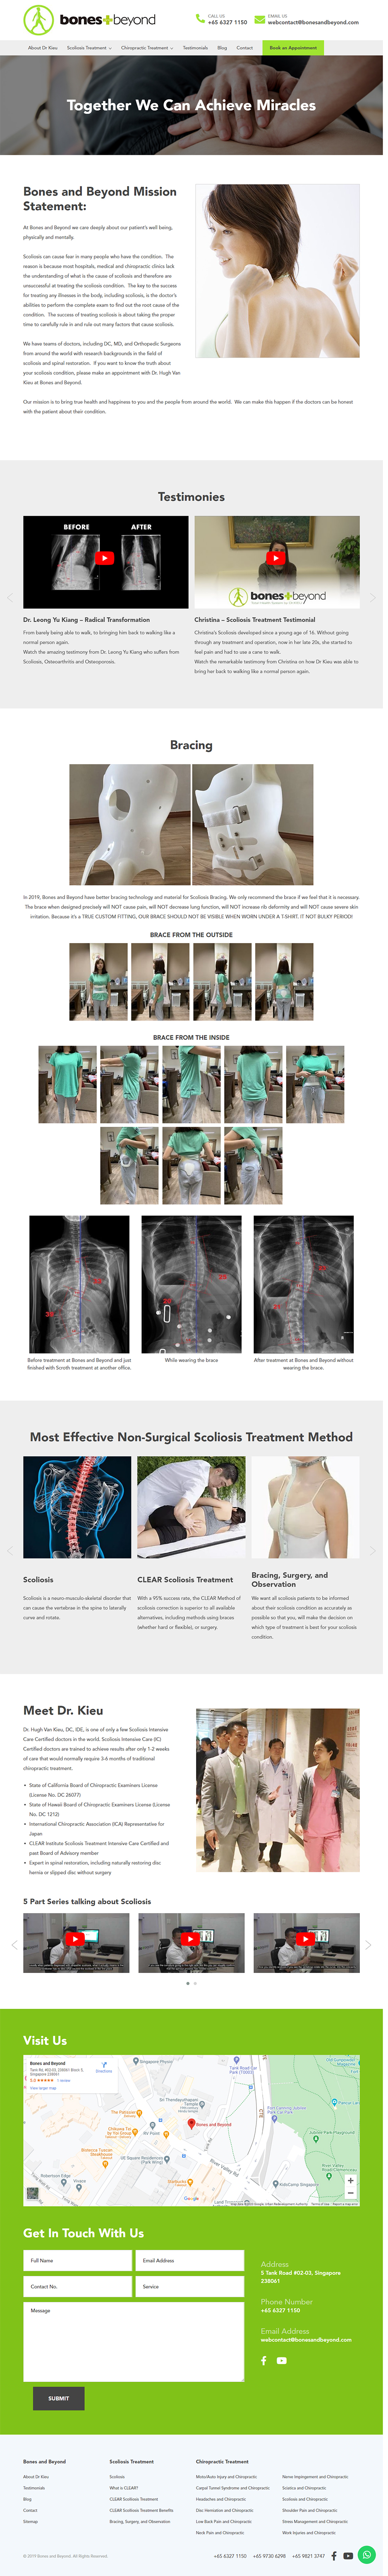 bones+beyond
CALL US
+65 6327 1150
EMAIL US
webcontact@bonesandbeyond.com
About Dr Kieu
Scoliosis Treatment
Chiropractic Treatment
Testimonials
Blog
Contact
Book an Appointment
Together We Can Achieve Miracles
Bones and Beyond Mission
Statement:
At Bones and Beyond we care deeply about our patient's well being,
physically and mentally.
Scoliosis can cause fear in many people who have the condition. The
reason is because most hospitals, medical and chiropractic clinics lack
the understanding of what is the cause of scoliosis and therefore are
unsuccessful at treating the scoliosis condition. The key to the success
for treating any illnesses in the body, including scoliosis, is the doctor's
abilities to perform the complete exam to find out the root cause of the
condition. The success of treating scoliosis is about taking the proper
time to carefully rule in and rule out many factors that cause scoliosis.
We have teams of doctors, including DC, MD, and Orthopedic Surgeons
from around the world with research backgrounds in the field of
scoliosis and spinal restoration. If you want to know the truth about
your scoliosis condition, please make an appointment with Dr. Hugh Van
Kieu at Bones and Beyond.
Our mission is to bring true health and happiness to you and the people from around the world. We can make this happen if the doctors can be honest
with the patient about their condition.
Testimonies
BEFORE
AFTER
bones+beyond
Dr. Leong Yu Kiang – Radical Transformation
From barely being able to walk, to bringing him back to walking like a
normal person again.
Watch the amazing testimony from Dr. Leong Yu Kiang who suffers from
Scoliosis, Osteoarthritis and Osteoporosis.
Christina – Scoliosis Treatment Testimonial
Christina's Scoliosis developed since a young age of 16. Without going
through any treatment and operation, now in her late 20s, she started to
feel pain and had to use a cane to walk.
Watch the remarkable testimony from Christina on how Dr Kieu was able to
bring her back to walking like a normal person again.
Bracing
In 2019, Bones and Beyond have better bracing technology and material for Scoliosis Bracing. We only recommend the brace if we feel that it is necessary.
The brace when designed precisely will NOT cause pain, will NOT decrease lung function, will NOT increase rib deformity and will NOT cause severe skin
irritation. Because it's a TRUE CUSTOM FITTING, OUR BRACE SHOULD NOT BE VISIBLE WHEN WORN UNDER A T-SHIRT. IT NOT BULKY PERIOD!
BRACE FROM THE OUTSIDE
BRACE FROM THE INSIDE
Before treatment at Bones and Beyond and just
finished with Scroth treatment at another office.
While wearing the brace
After treatment at Bones and Beyond without
wearing the brace.
Most Effective Non-Surgical Scoliosis Treatment Method
Scoliosis
Scoliosis is a neuro-musculo-skeletal disorder that
can cause the vertebrae in the spine to laterally
curve and rotate.
CLEAR Scoliosis Treatment
With a 95% success rate, the CLEAR Method of
scoliosis correction is superior to all available
alternatives, including methods using braces
(whether hard or flexible), or surgery.
Bracing, Surgery, and
Observation
We want all scoliosis patients to be informed
about their scoliosis condition as accurately as
possible so that you, will make the decision on
which type of treatment is best for your scoliosis
condition.
Meet Dr. Kieu
Dr. Hugh Van Kieu, DC, IDE, is one of only a few Scoliosis Intensive
Care Certified doctors in the world. Scoliosis Intensive Care (IC)
Certified doctors are trained to achieve results after only 1-2 weeks
of care that would normally require 3-6 months of traditional
chiropractic treatment.
• State of California Board of Chiropractic Examiners License
(License No. DC 26077)
• State of Hawaii Board of Chiropractic Examiners License (License
No. DC 1212)
• International Chiropractic Association (ICA) Representative for
Japan
• CLEAR Institute Scoliosis Treatment Intensive Care Certified and
past Board of Advisory member
• Expert in spinal restoration, including naturally restoring disc
hernia or slipped disc without surgery
5 Part Series talking about Scoliosis
Visit Us
Bones and Beyond
View larger map
Directions
Singapore Physio
Bones and Beyond
River Valley Rd
KidsCamp Singapore
Google
Get In Touch With Us
Full Name
Email Address
Contact No.
Service
Message
SUBMIT
Address
5 Tank Road #02-03, Singapore
238061
Phone Number
+65 6327 1150
Email Address
webcontact@bonesandbeyond.com
Bones and Beyond
About Dr Kieu
Testimonials
Blog
Contact
Sitemap
Scoliosis Treatment
Scoliosis
What is CLEAR?
CLEAR Scoliosis Treatment
CLEAR Scoliosis Treatment Benefits
Bracing, Surgery, and Observation
Chiropractic Treatment
Moto/Auto injury and Chiropractic
Carpal Tunnel Syndrome and Chiropractic
Headaches and Chiropractic
Disc Herniation and Chiropractic
Low Back Pain and Chiropractic
Neck Pain and Chiropractic
Nerve Impingement and Chiropractic
Sciatica and Chiropractic
Scoliosis and Chiropractic
Shoulder Pain and Chiropractic
Stress Management and Chiropractic
Work Injuries and Chiropractic
© 2019 Bones and Beyond. All Rights Reserved.
+65 6327 1150
+65 9730 6298
+65 9821 3747